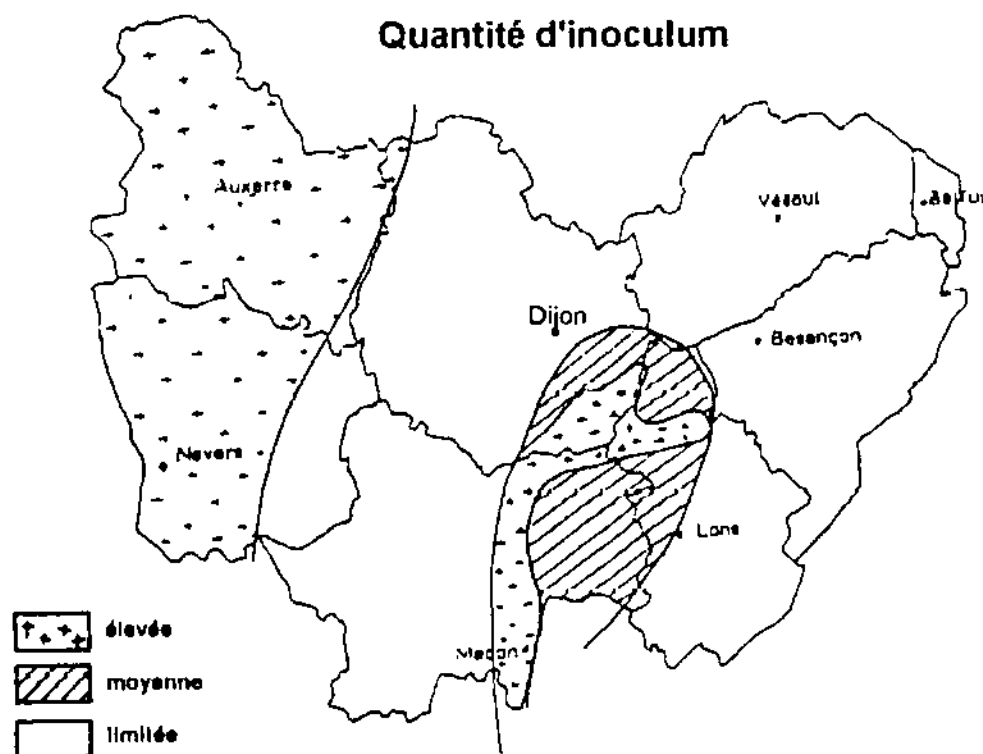 Quantité d'inoculum
Auxerre
Vesoul
Dijon
Besançon
Nevers
Lons
Macon
élevée
moyenne
limitée